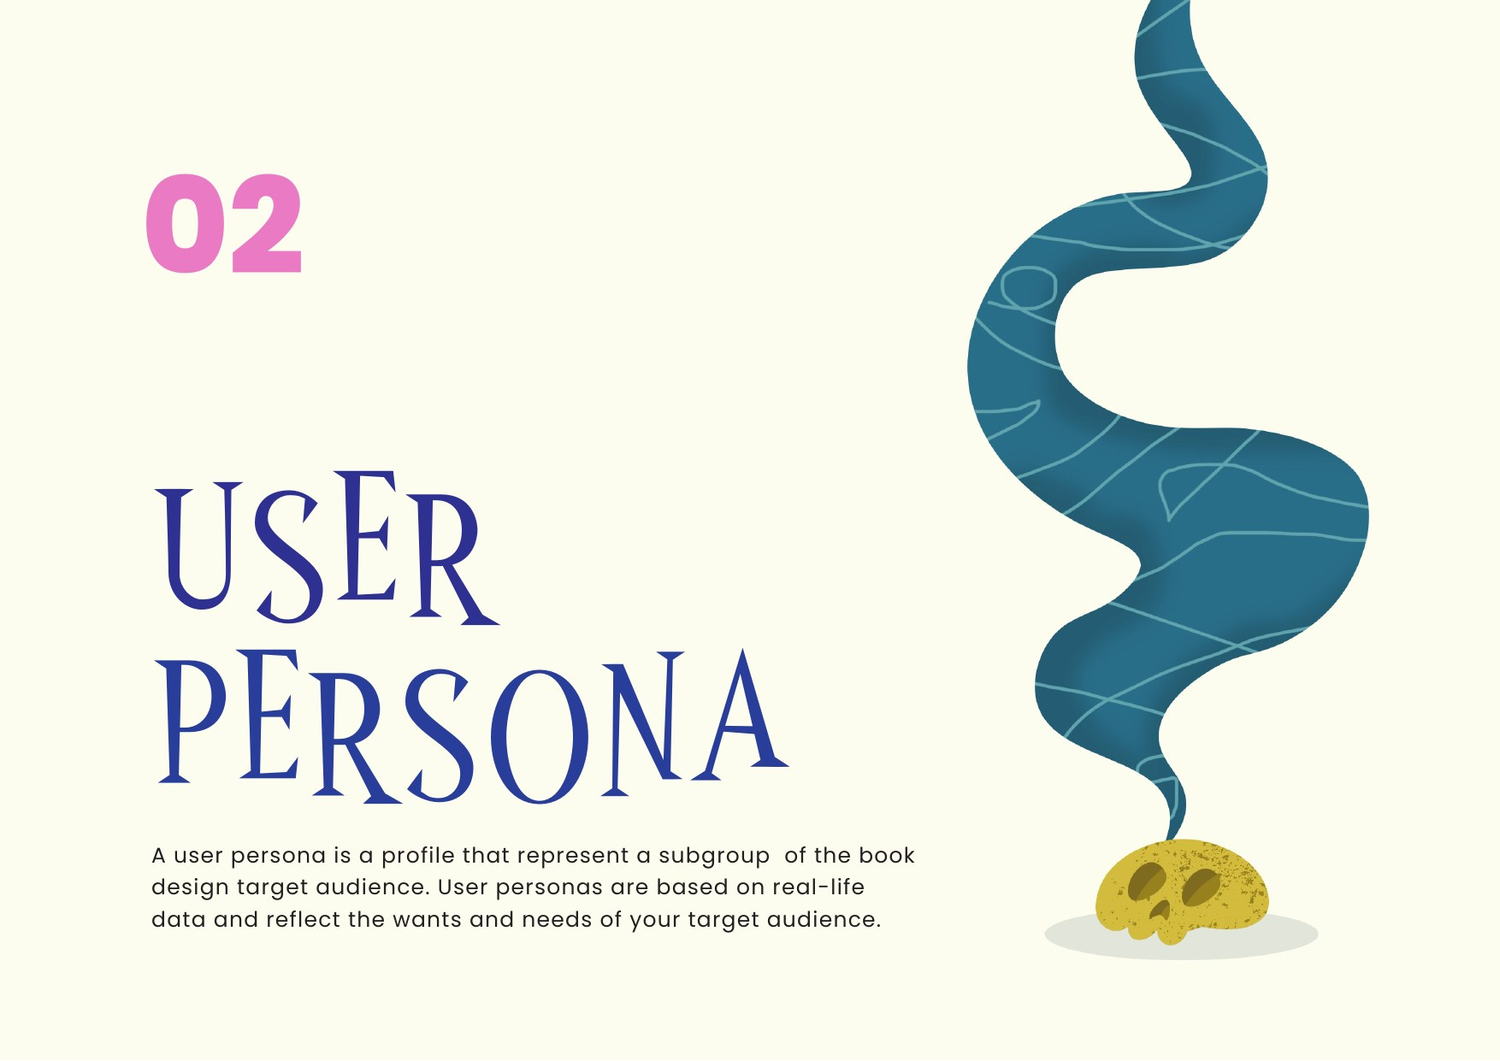 02
USER
PERSONA
A user persona is a profile that represent a subgroup  of the book
design target audience. User personas are based on real-life
data and reflect the wants and needs of your target audience.